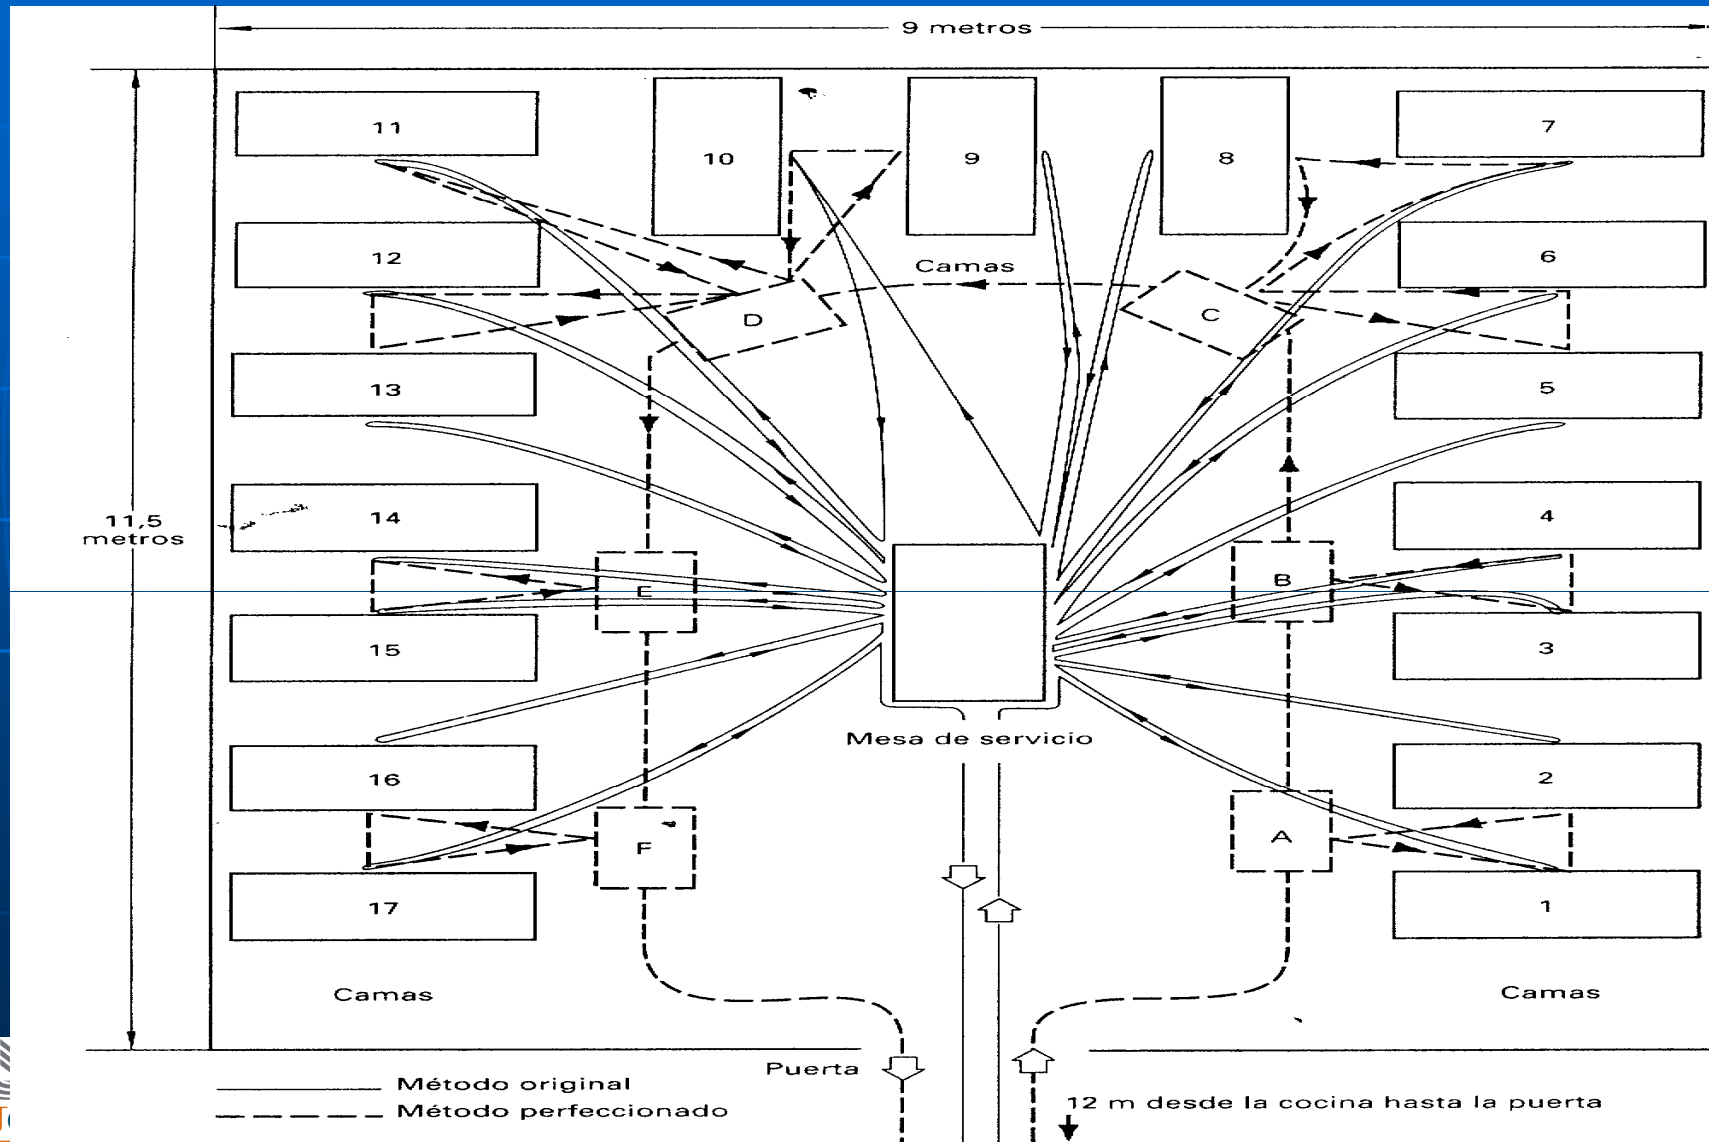 9 metros
11
10
9
8
7
12
Camas
6
D
C
13
5
11,5
metros
14
4
E
B
15
3
Mesa de servicio
16
2
F
A
17
1
Camas
Camas
Puerta
Método original
Método perfeccionado
12 m desde la cocina hasta la puerta